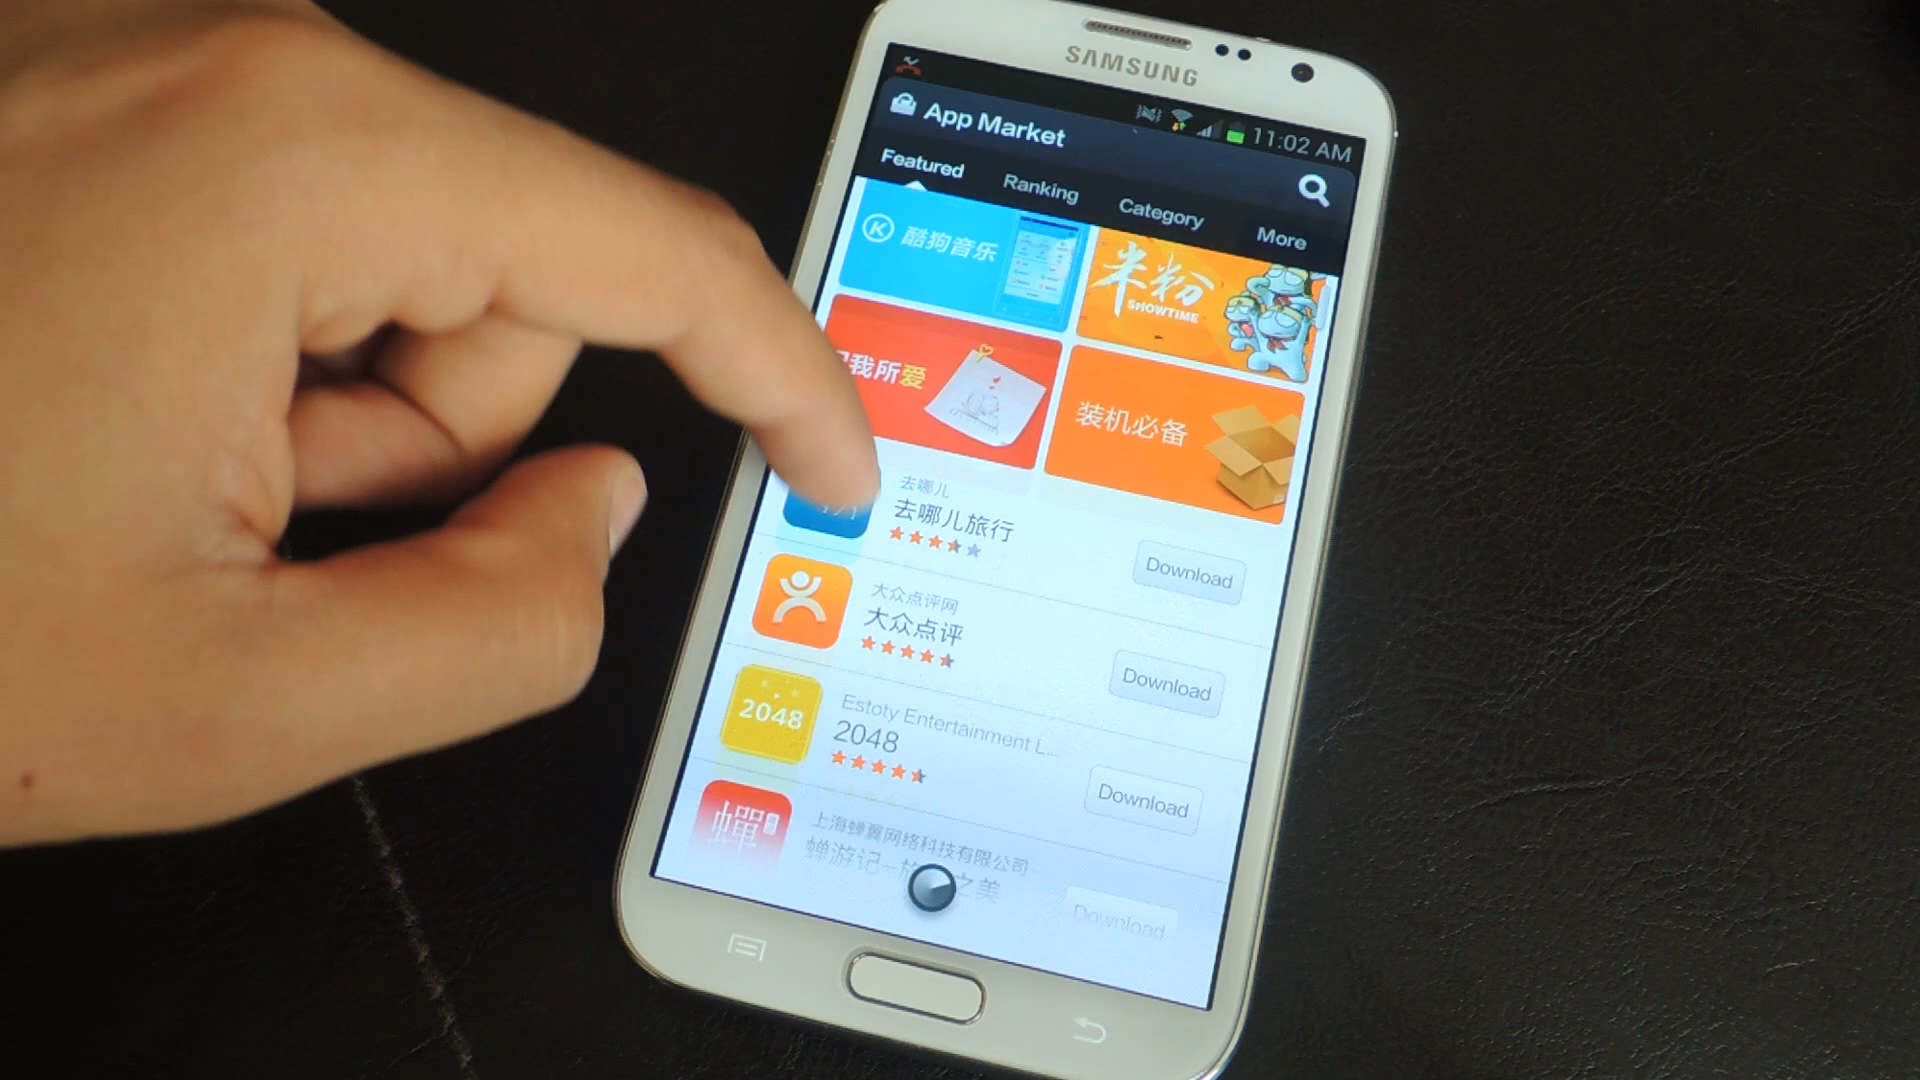 SAMSUNG
11:02 AM
App Market
Featured
Ranking
Category
More
K 酷狗音乐
米粉
SHOWTIME
我所爱
装机必备
去哪儿
去哪儿旅行
Download
大众点评网
大众点评
Download
2048
Estoty Entertainment L...
2048
Download
蝉
上海蝉翼网络科技有限公司
蝉游记-旅 之美
Download